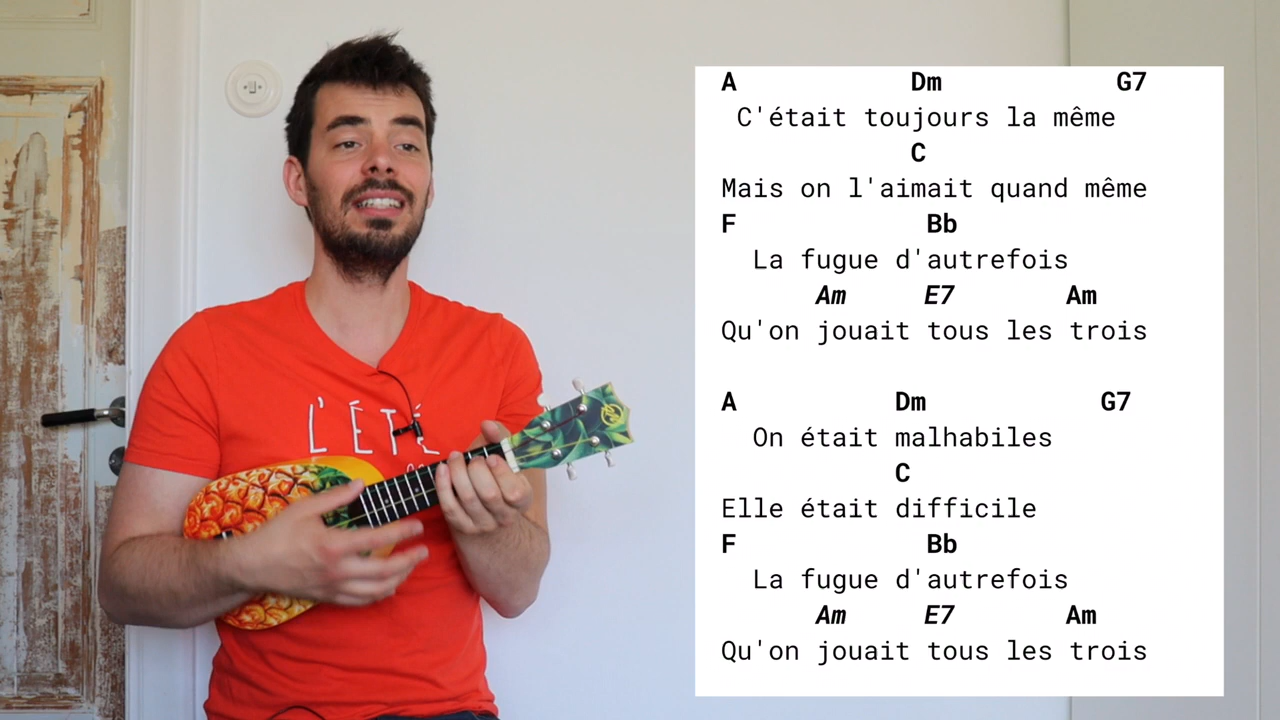 L'ÉTÉ
A Dm G7
C'était toujours la même
C
Mais on l'aimait quand même
F Bb
La fugue d'autrefois
Am E7 Am
Qu'on jouait tous les trois
A Dm G7
On était malhabiles
C
Elle était difficile
F Bb
La fugue d'autrefois
Am E7 Am
Qu'on jouait tous les trois